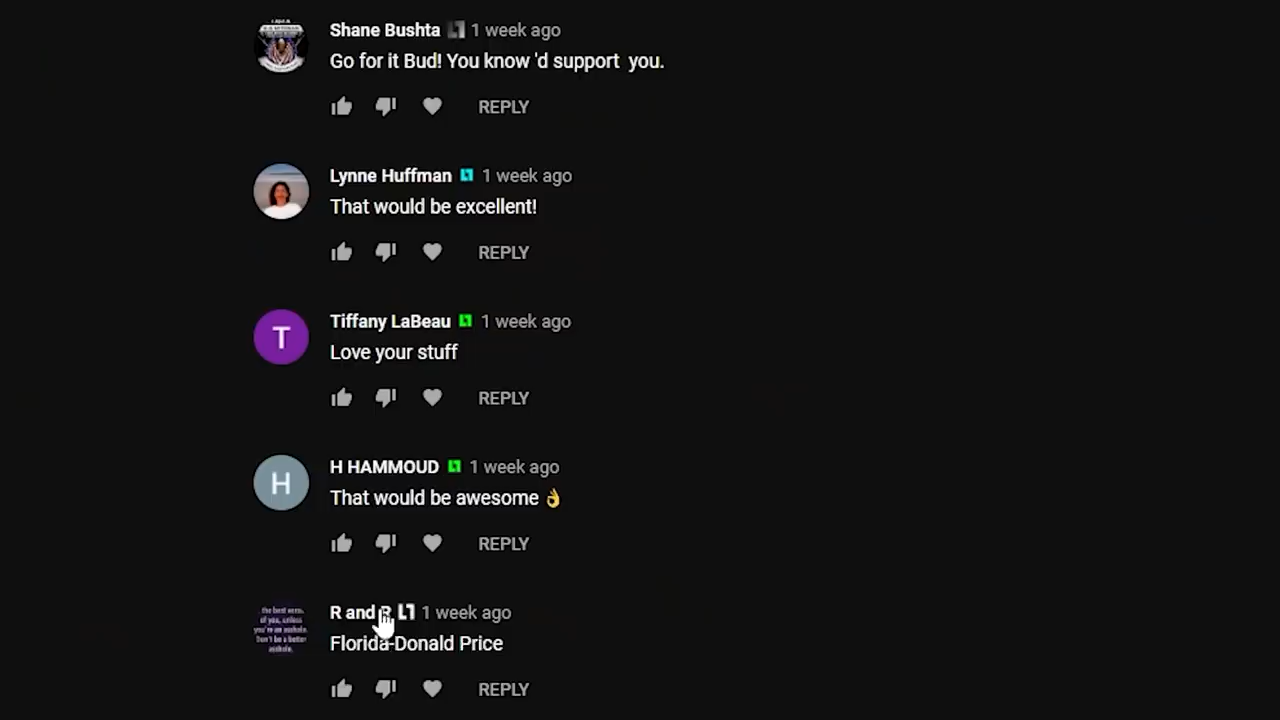 Shane Bushta 1 week ago
Go for it Bud! You know 'd support you.
REPLY
Lynne Huffman 1 week ago
That would be excellent!
REPLY
T
Tiffany LaBeau 1 week ago
Love your stuff
REPLY
H
H HAMMOUD 1 week ago
That would be awesome 👌
REPLY
R and R 1 week ago
Florida-Donald Price
REPLY